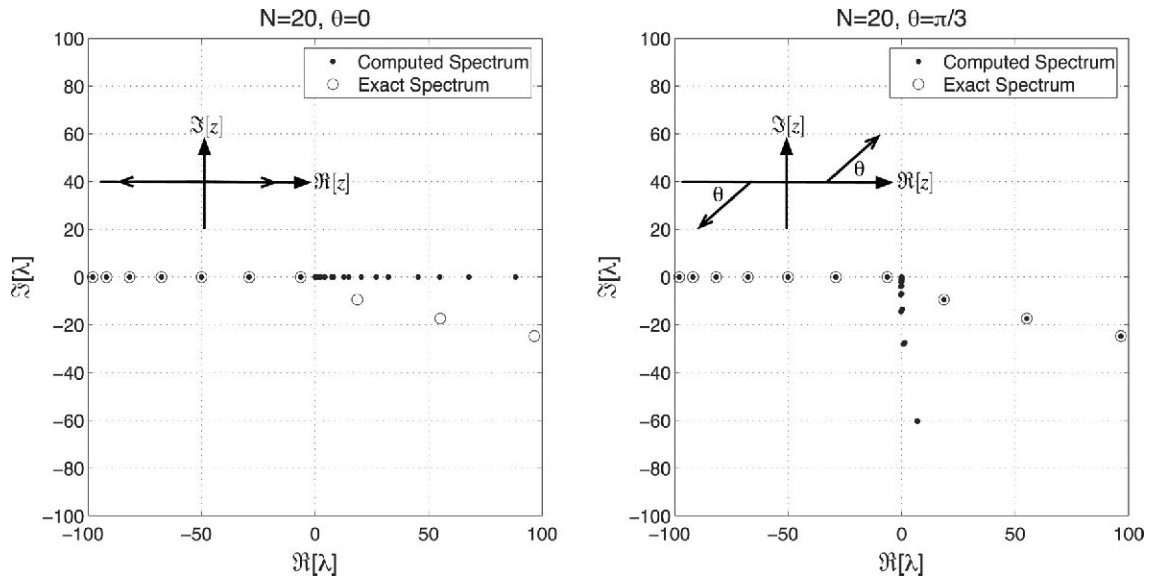 N=20, θ=0
100
80
60
40
20
0
−20
−40
−60
−80
−100
−100
−50
0
50
100
ℑ[λ]
ℜ[λ]
Computed Spectrum
Exact Spectrum
ℑ[z]
ℜ[z]
N=20, θ=π/3
100
80
60
40
20
0
−20
−40
−60
−80
−100
−100
−50
0
50
100
ℑ[λ]
ℜ[λ]
Computed Spectrum
Exact Spectrum
ℑ[z]
θ
ℜ[z]
θ